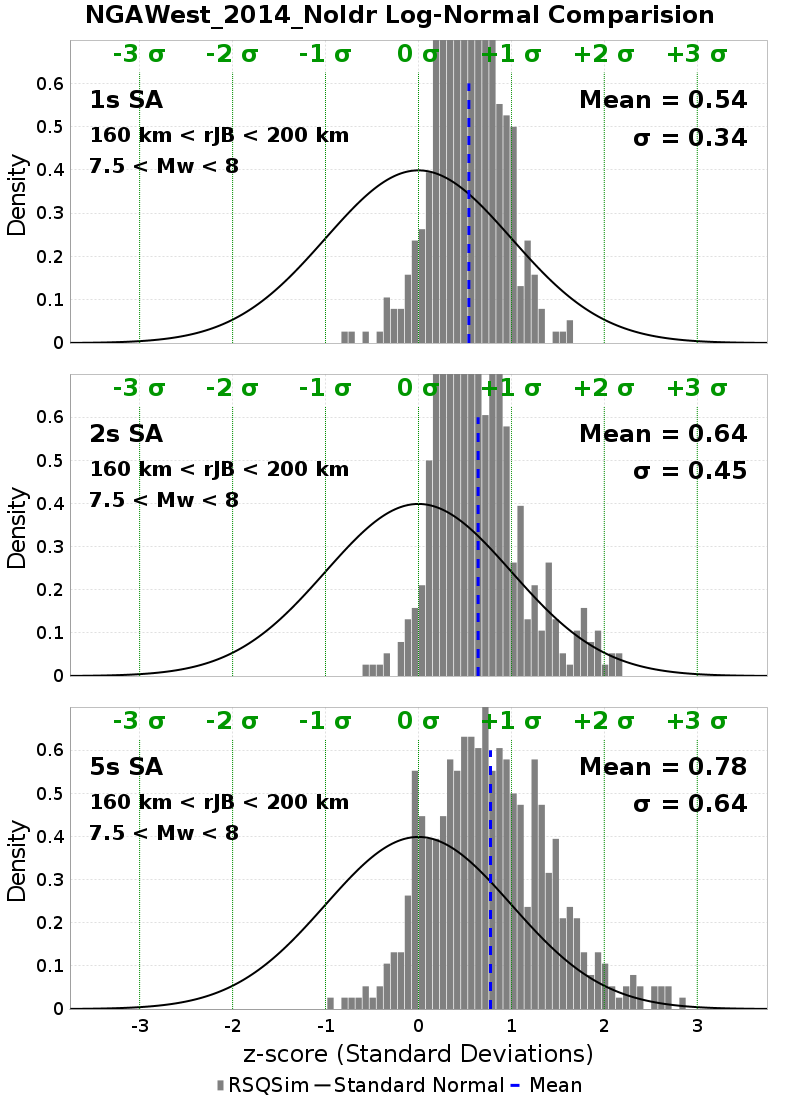 NGAWest_2014_NoIdr Log-Normal Comparision
-3 σ -2 σ -1 σ 0 σ +1 σ +2 σ +3 σ
1s SA Mean = 0.54
160 km < rJB < 200 km σ = 0.34
7.5 < Mw < 8
Density
0.6
0.5
0.4
0.3
0.2
0.1
0
-3 σ -2 σ -1 σ 0 σ +1 σ +2 σ +3 σ
2s SA Mean = 0.64
160 km < rJB < 200 km σ = 0.45
7.5 < Mw < 8
Density
0.6
0.5
0.4
0.3
0.2
0.1
0
-3 σ -2 σ -1 σ 0 σ +1 σ +2 σ +3 σ
5s SA Mean = 0.78
160 km < rJB < 200 km σ = 0.64
7.5 < Mw < 8
Density
0.6
0.5
0.4
0.3
0.2
0.1
0
-3 -2 -1 0 1 2 3
z-score (Standard Deviations)
RSQSim Standard Normal Mean